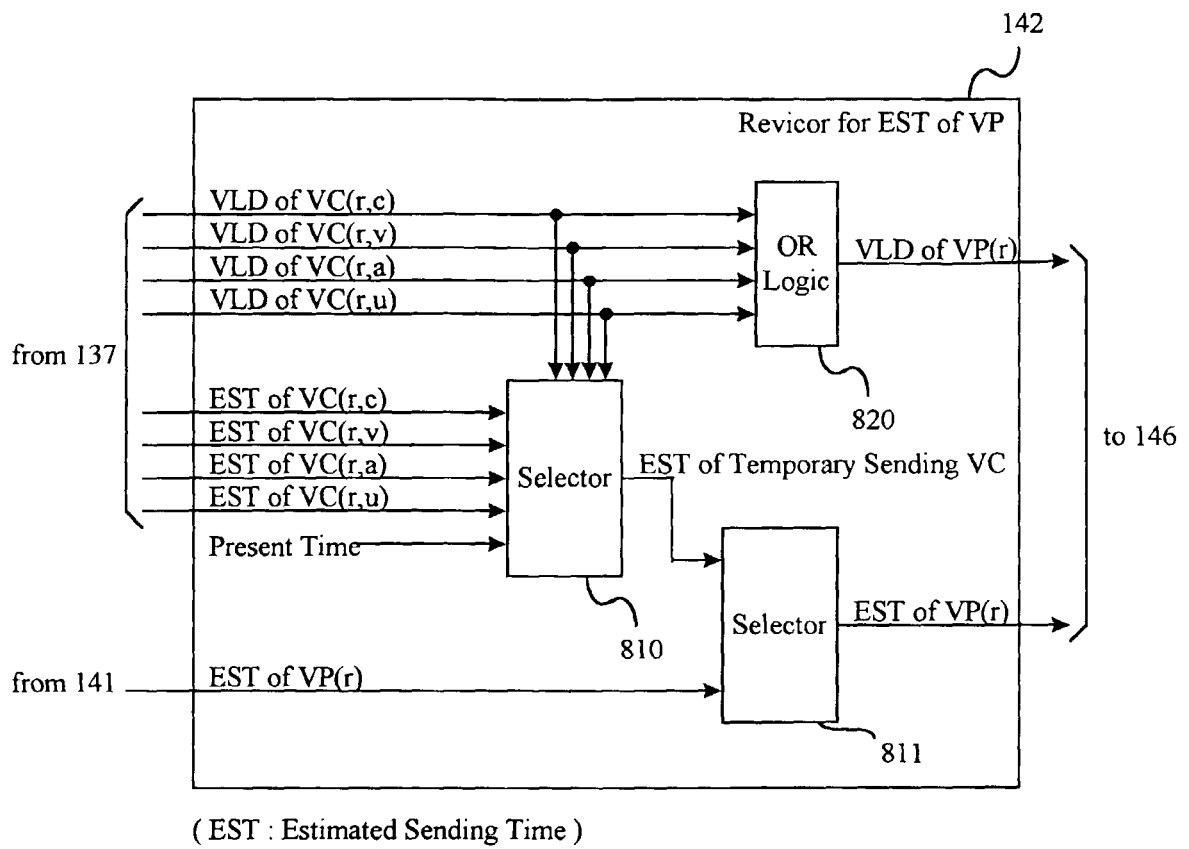 142
Revicor for EST of VP
VLD of VC(r,c)
VLD of VC(r,v)
VLD of VC(r,a)
VLD of VC(r,u)
OR
Logic
VLD of VP(r)
from 137
820
to 146
EST of VC(r,c)
EST of VC(r,v)
EST of VC(r,a)
EST of VC(r,u)
Present Time
Selector
EST of Temporary Sending VC
810
Selector
EST of VP(r)
from 141
EST of VP(r)
811
( EST : Estimated Sending Time )